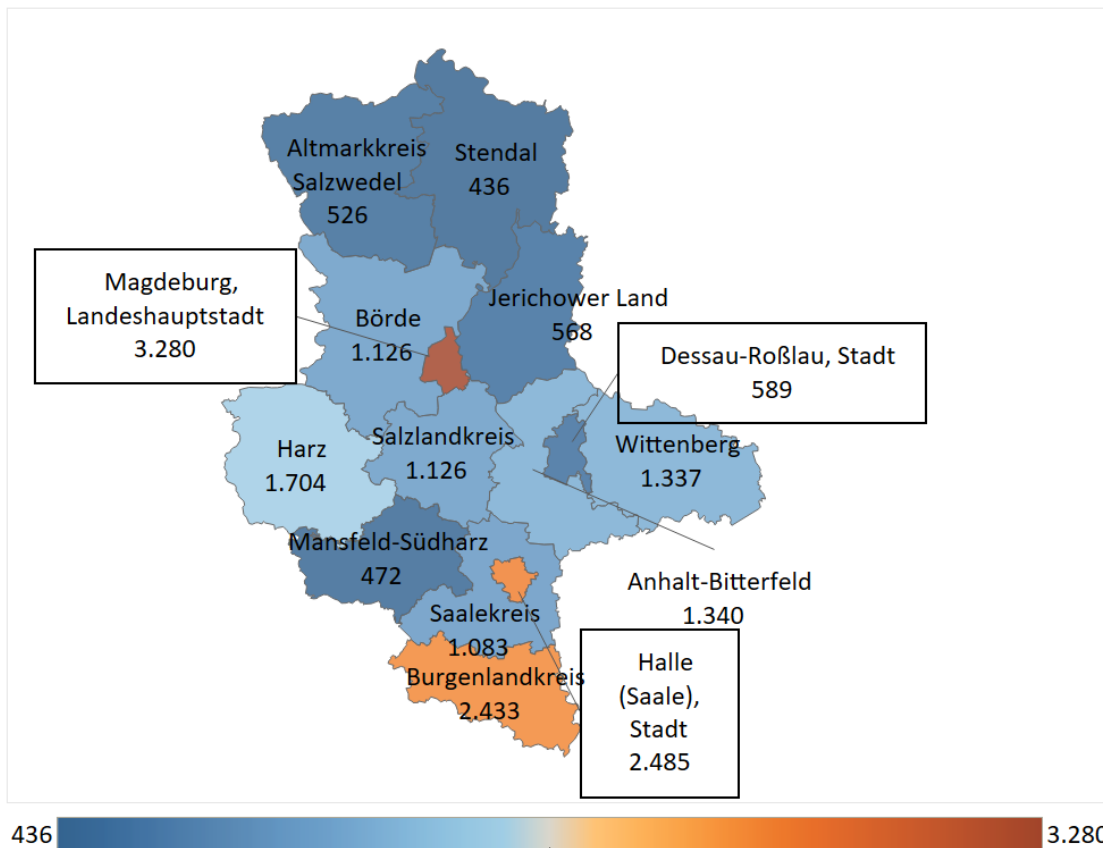 Altmarkkreis
Salzwedel
526
Stendal
436
Magdeburg,
Landeshauptstadt
3.280
Börde
1.126
Jerichower Land
568
Dessau-Roßlau, Stadt
589
Harz
1.704
Salzlandkreis
1.126
Wittenberg
1.337
Mansfeld-Südharz
472
Anhalt-Bitterfeld
1.340
Saalekreis
1.083
Halle
(Saale),
Stadt
2.485
Burgenlandkreis
2.433
436
3.280